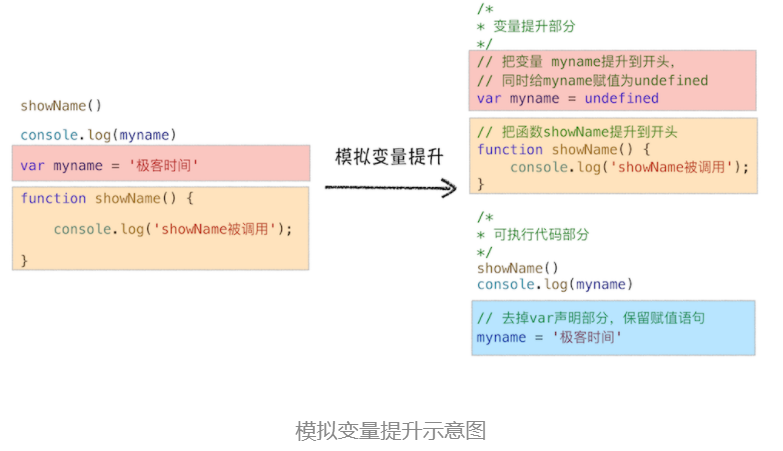 showName()
console.log(myname)
var myname = '极客时间'
function showName() {
console.log('showName被调用');
}
模拟变量提升
/*
* 变量提升部分
*/
// 把变量 myname提升到开头，
// 同时给myname赋值为undefined
var myname = undefined
// 把函数showName提升到开头
function showName() {
console.log('showName被调用');
}
/*
* 可执行代码部分
*/
showName()
console.log(myname)
// 去掉var声明部分，保留赋值语句
myname = '极客时间'
模拟变量提升示意图